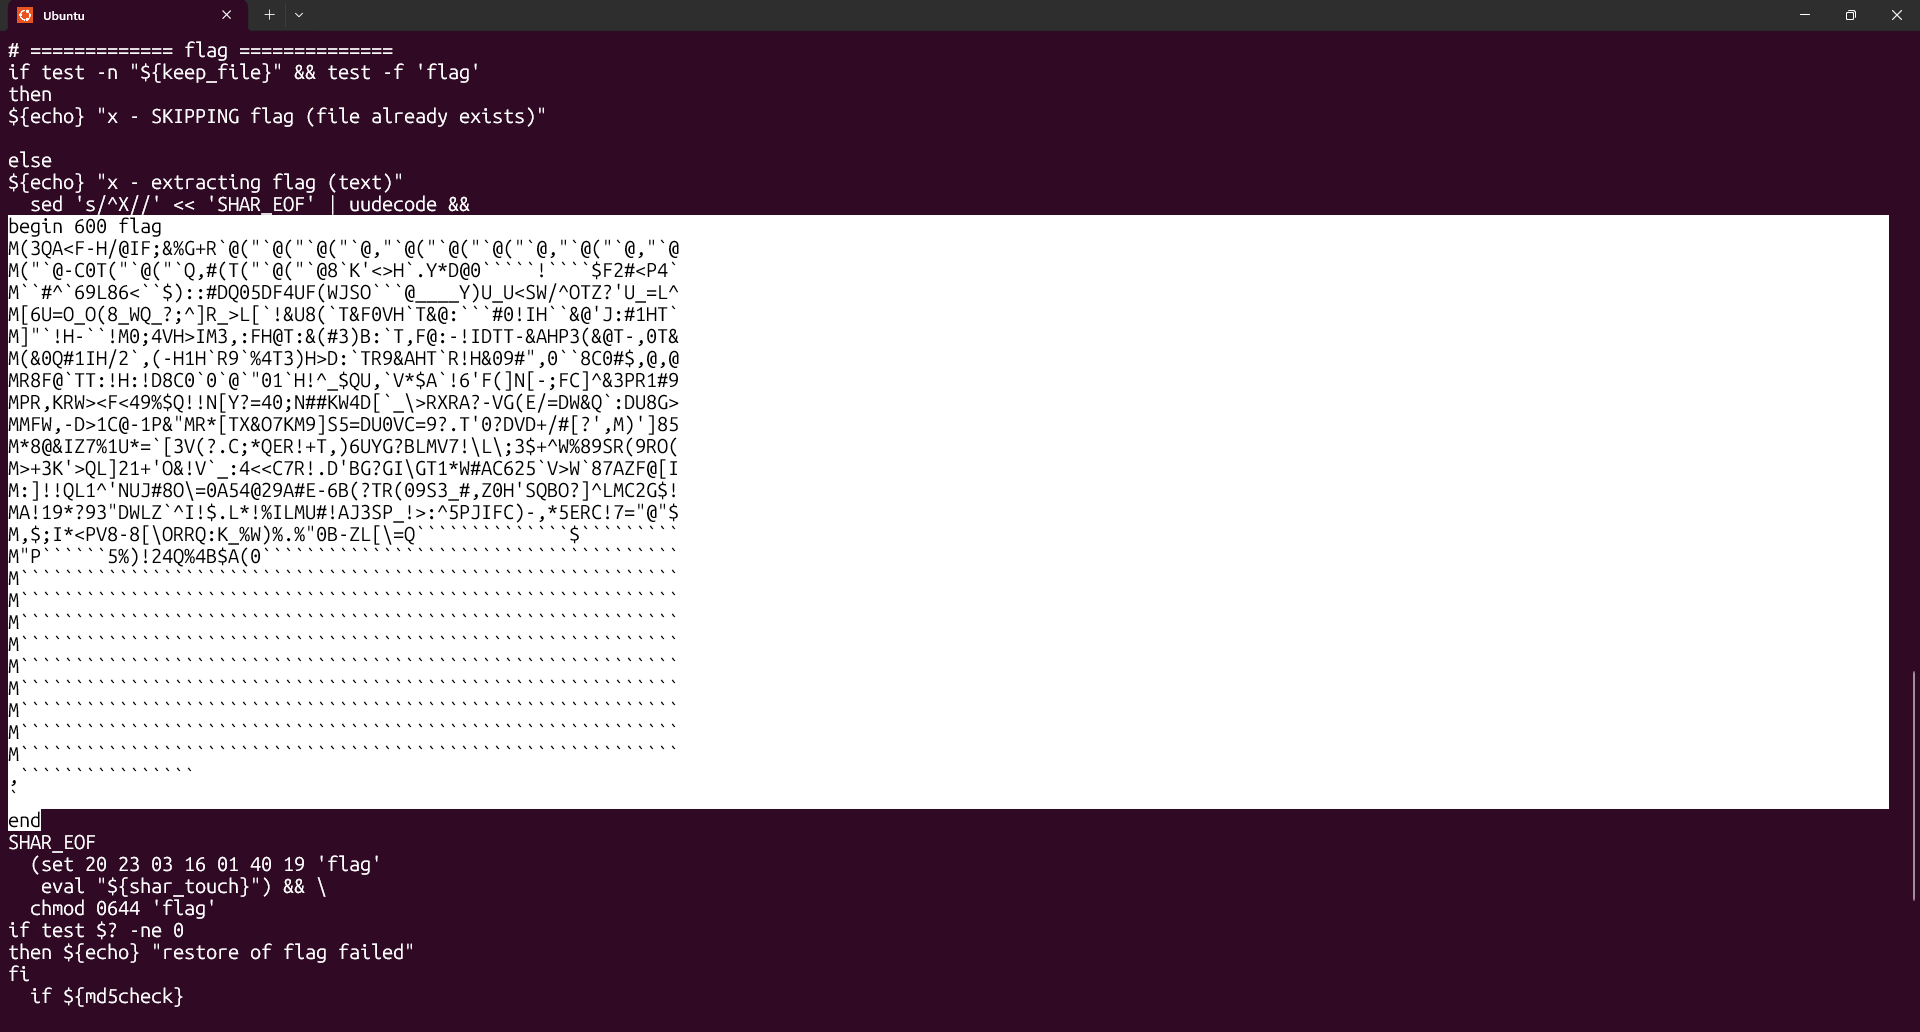 Ubuntu
# ============= flag ==============
if test -n "${keep_file}" && test -f 'flag'
then
${echo} "x - SKIPPING flag (file already exists)"
else
${echo} "x - extracting flag (text)"
  sed 's/^X//' << 'SHAR_EOF' | uudecode &&
begin 600 flag
M(3QA<F-H/@IF;&%G+R`@("`@("`@("`@,"`@("`@("`@("`@,"`@("`@,"`@
M("`@-C0T("`@("`Q,#(T("`@("`@8`K'<>H`.Y*D@0`````!````$F2#<P4`
M``#^`69L86<``$)::#DQ05DF4UF(WJSO```@____Y)U_U<SW/^OTZ?'U_=L^
M[6U=O_O(8_WQ_?;^]R_>L[`!&U8(`T&F0VH`T&@:```#0!IH``&@'J:#1HT`
M]"`!H-``!M0;4VH>IM3,:FH@T:&(#3)B:`T,F@:-!IDTT-&AHP3(&@T-,0T&
M(&0Q#1IH/2`,(-H1H`R9`%4T3)H>D:`TR9&AHT`R!H&09#",0``8C0#$,@,@
MR8F@`TT:!H:!D8C0`0`@`"01`H!^_$QU,`V*$A`!6'F(]N[-;FC]^&3PR1#9
MPR,KRW><F<49%$Q!!N[Y?=40;N##KW4D[`_\>RXRA?-VG(E/=DW&Q`:DU8G>
MMFW,-D>1C@-1P&"MR*[TX&O7KM9]S5=DU0VC=9?.T'0?DVD+/#[?',M)']85
M*8@&IZ7%1U*=`[3V(?.C;*QER!+T,)6UYG?BLMV7!\L\;3$+^W%89SR(9RO(
M>+3K'>QL]21+'O&!V`_:4<<C7R!.D'BG?GI\GT1*W#AC625`V>W`87AZF@[I
M:]!!QL1^'NUJ#8O\=0A54@29A#E-6B(?TR(09S3_#,Z0H'SQBO?]^LMC2G$!
MA!19*?93"DWLZ`^I!$.L*!%ILMU#!AJ3SP_!>:^5PJIFC)-,*5ERC!7="@"$
M,$;I*<PV8-8[\ORRQ:K_%W)%.%"0B-ZL[\=Q``````````````$`````````
M"P``````5%)!24Q%4B$A(0``````````````````````````````````````
M````````````````````````````````````````````````````````````
M````````````````````````````````````````````````````````````
M````````````````````````````````````````````````````````````
M````````````````````````````````````````````````````````````
M````````````````````````````````````````````````````````````
M````````````````````````````````````````````````````````````
M````````````````````````````````````````````````````````````
M````````````````````````````````````````````````````````````
M````````````````````````````````````````````````````````````
,````````````````
`
end
SHAR_EOF
  (set 20 23 03 16 01 40 19 'flag'
   eval "${shar_touch}") && \
  chmod 0644 'flag'
if test $? -ne 0
then ${echo} "restore of flag failed"
fi
  if ${md5check}